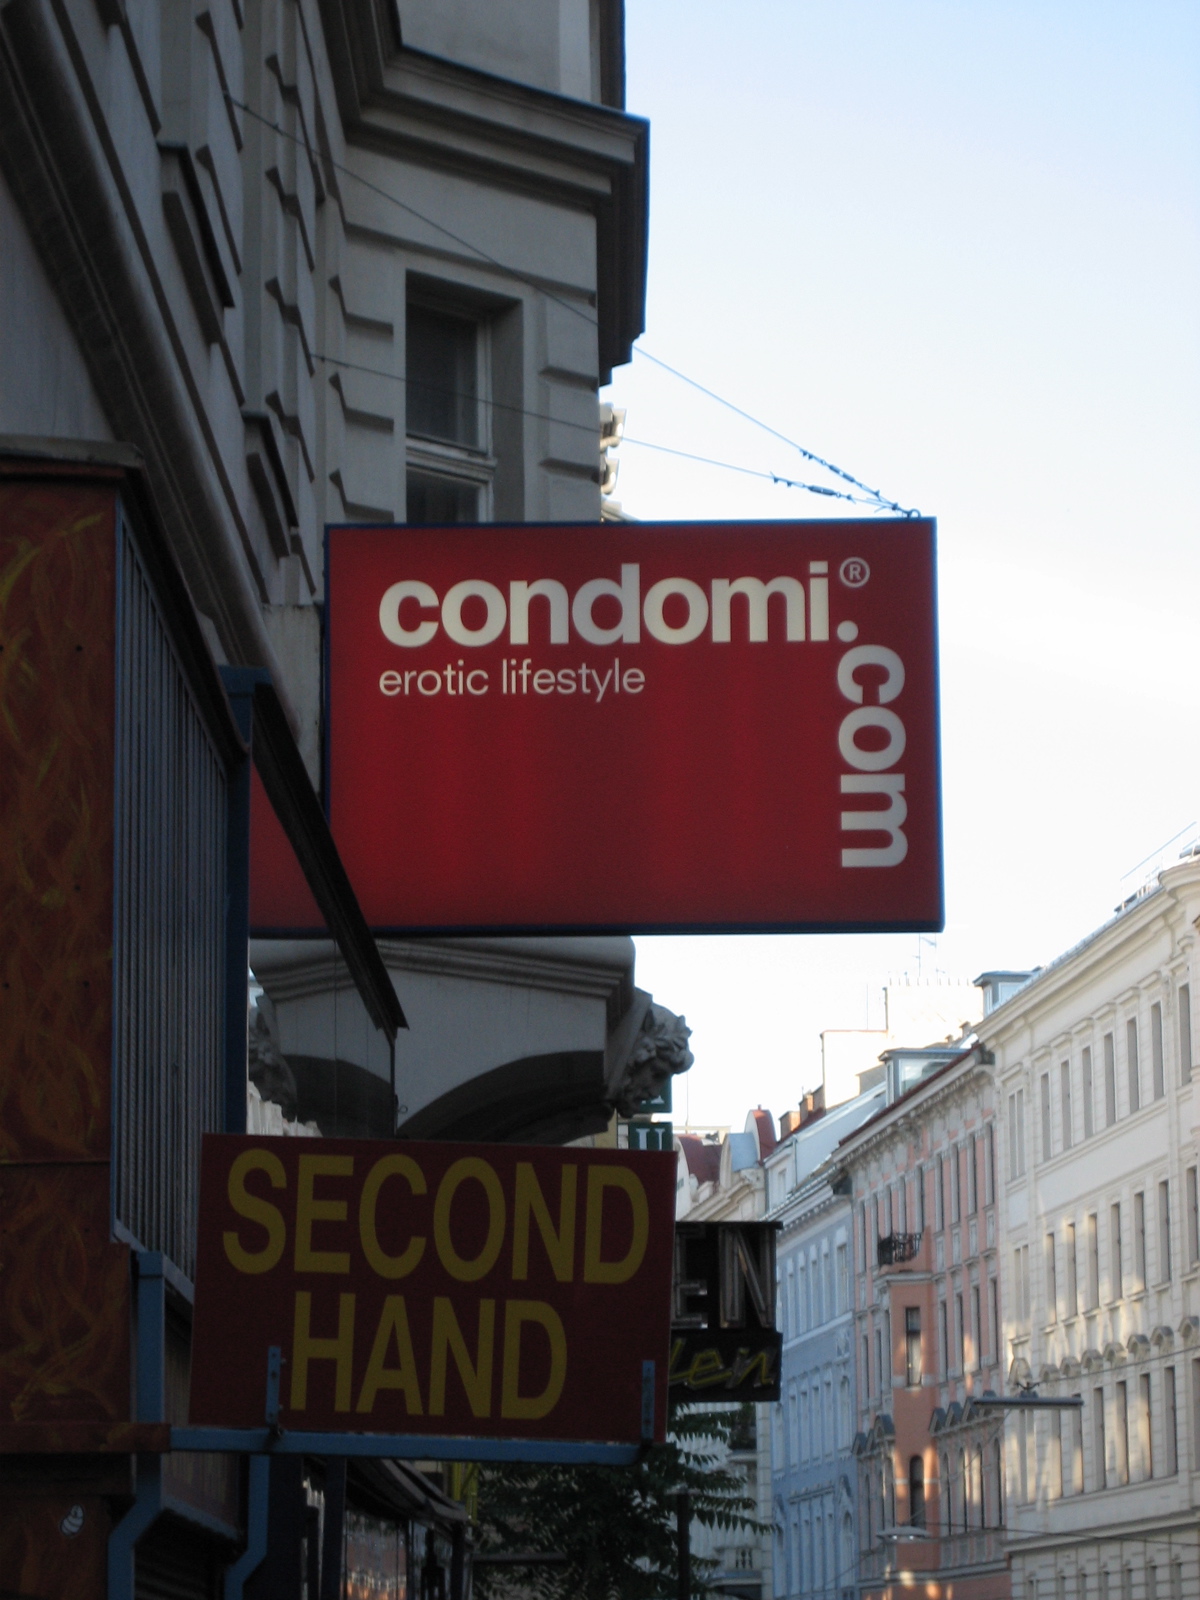 condomi®.com
erotic lifestyle
SECOND
HAND